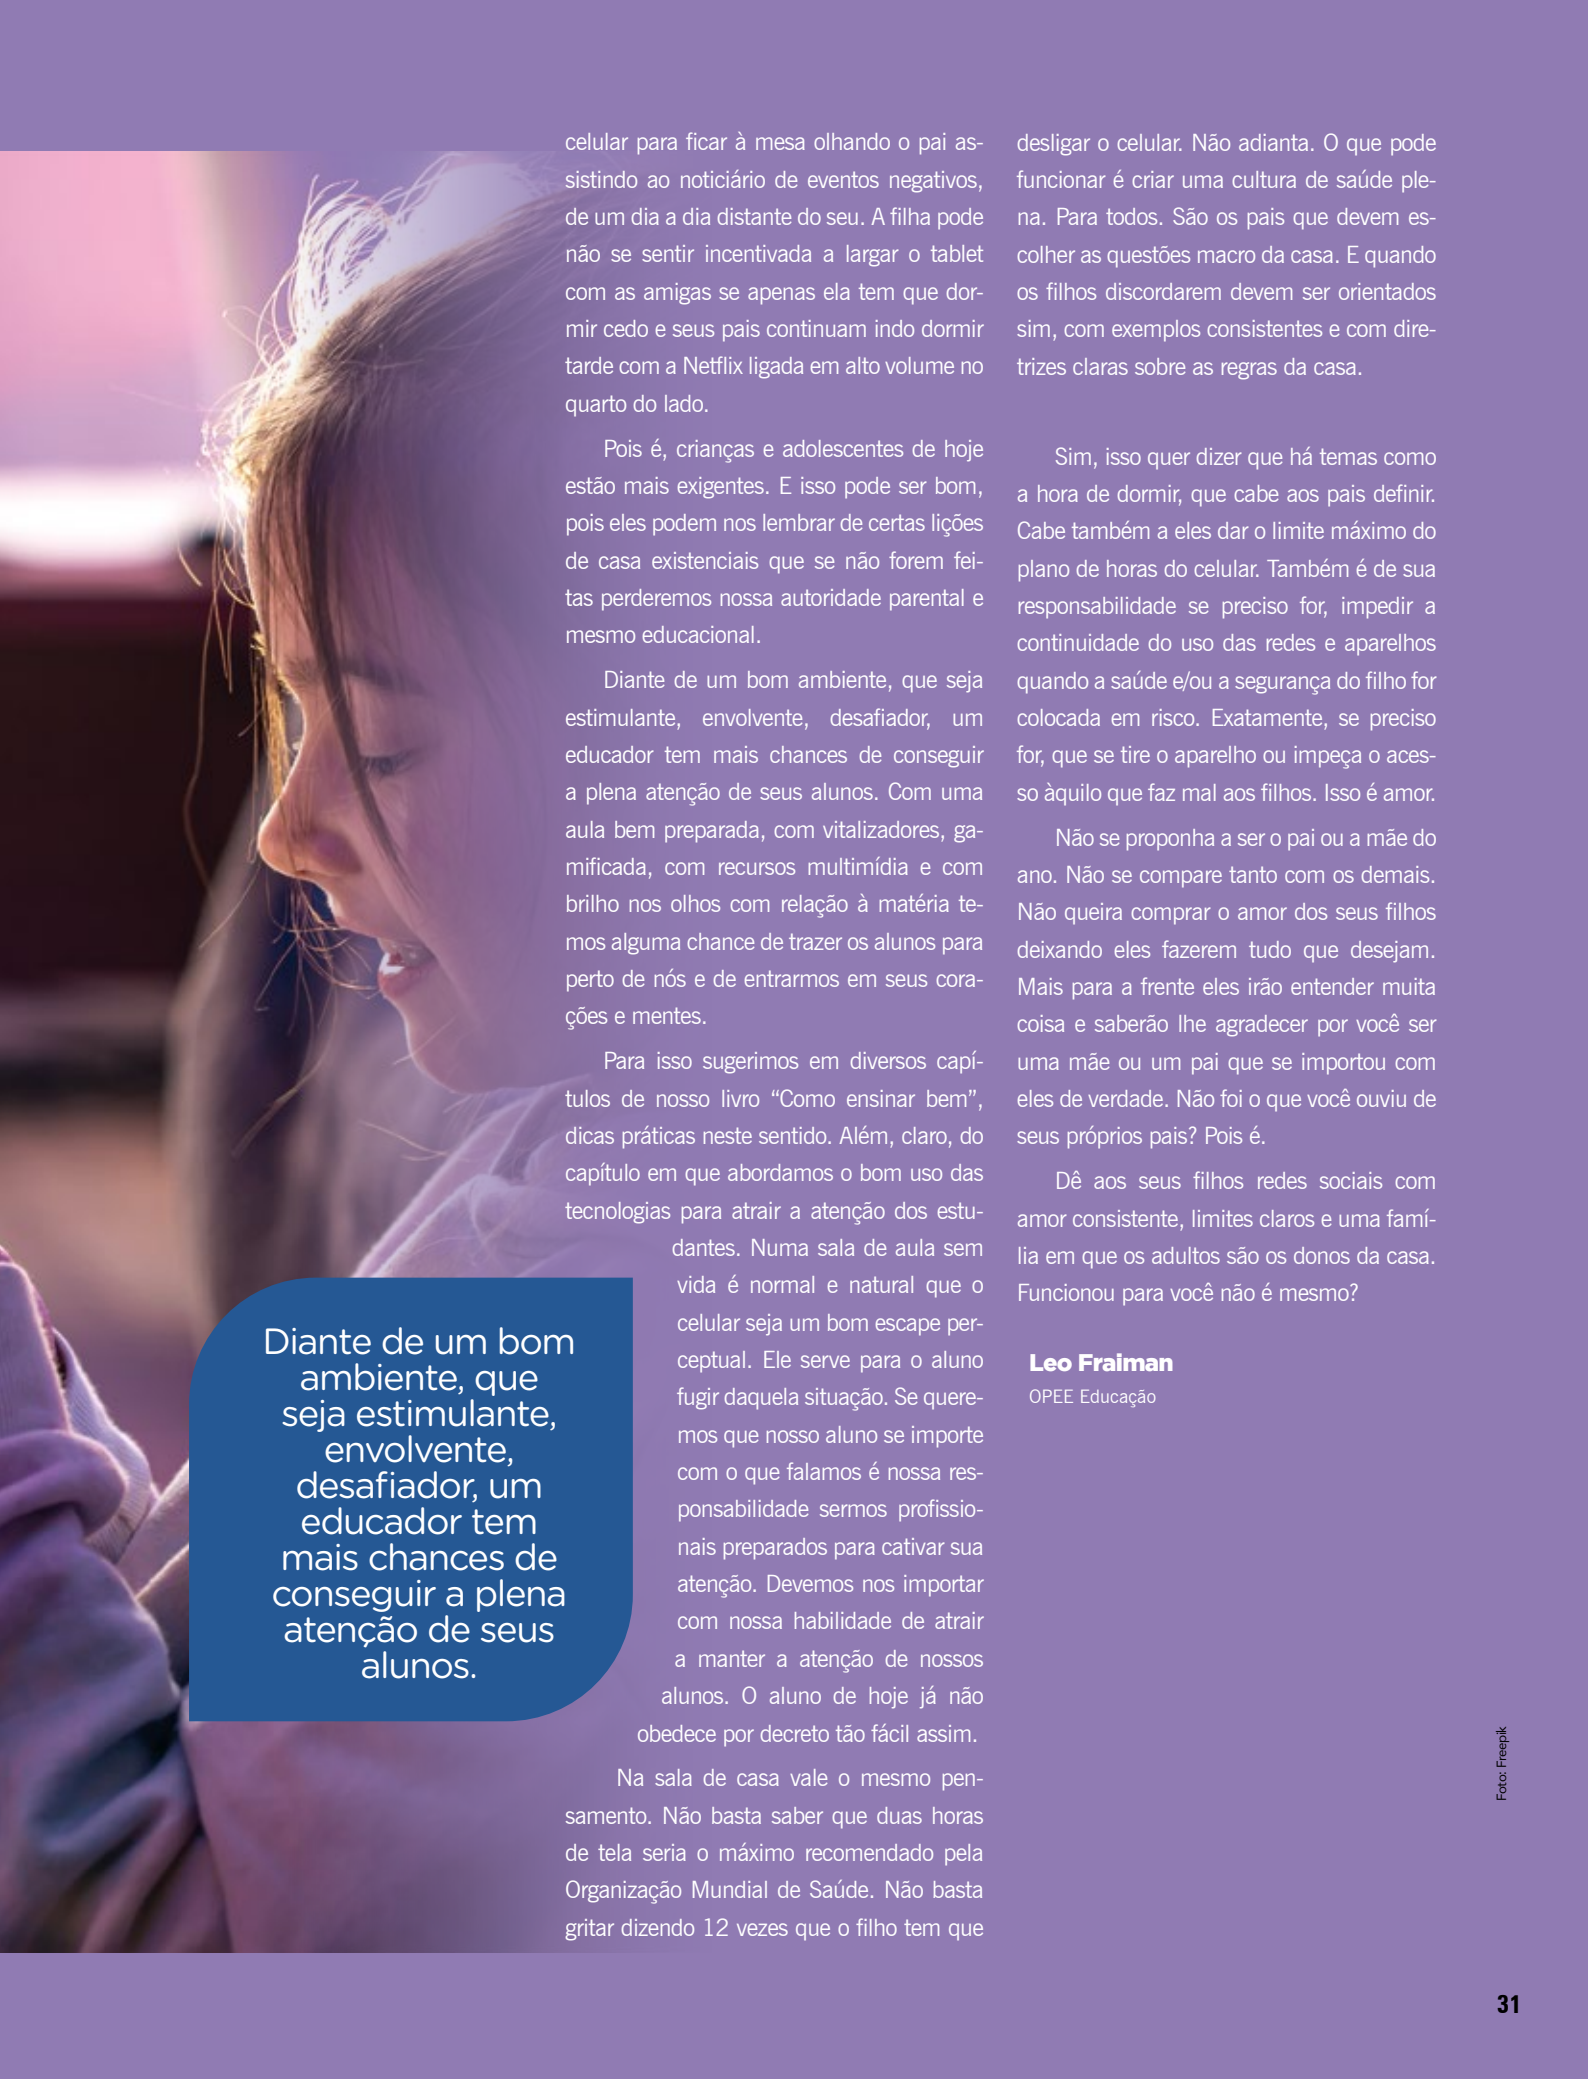 celular para ficar à mesa olhando o pai as-
sistindo ao noticiário de eventos negativos,
de um dia a dia distante do seu. A filha pode
não se sentir incentivada a largar o tablet
com as amigas se apenas ela tem que dor-
mir cedo e seus pais continuam indo dormir
tarde com a Netflix ligada em alto volume no
quarto do lado.
Pois é, crianças e adolescentes de hoje
estão mais exigentes. E isso pode ser bom,
pois eles podem nos lembrar de certas lições
de casa existenciais que se não forem fei-
tas perderemos nossa autoridade parental e
mesmo educacional.
Diante de um bom ambiente, que seja
estimulante, envolvente, desafiador, um
educador tem mais chances de conseguir
a plena atenção de seus alunos. Com uma
aula bem preparada, com vitalizadores, ga-
mificada, com recursos multimídia e com
brilho nos olhos com relação à matéria te-
mos alguma chance de trazer os alunos para
perto de nós e de entrarmos em seus cora-
ções e mentes.
Para isso sugerimos em diversos capí-
tulos de nosso livro “Como ensinar bem”,
dicas práticas neste sentido. Além, claro, do
capítulo em que abordamos o bom uso das
tecnologias para atrair a atenção dos estu-
dantes. Numa sala de aula sem
vida é normal e natural que o
celular seja um bom escape per-
ceptual. Ele serve para o aluno
fugir daquela situação. Se quere-
mos que nosso aluno se importe
com o que falamos é nossa res-
ponsabilidade sermos profissio-
nais preparados para cativar sua
atenção. Devemos nos importar
com nossa habilidade de atrair
a manter a atenção de nossos
alunos. O aluno de hoje já não
obedece por decreto tão fácil assim.
Na sala de casa vale o mesmo pen-
samento. Não basta saber que duas horas
de tela seria o máximo recomendado pela
Organização Mundial de Saúde. Não basta
gritar dizendo 12 vezes que o filho tem que
desligar o celular. Não adianta. O que pode
funcionar é criar uma cultura de saúde ple-
na. Para todos. São os pais que devem es-
colher as questões macro da casa. E quando
os filhos discordarem devem ser orientados
sim, com exemplos consistentes e com dire-
trizes claras sobre as regras da casa.
Sim, isso quer dizer que há temas como
a hora de dormir, que cabe aos pais definir.
Cabe também a eles dar o limite máximo do
plano de horas do celular. Também é de sua
responsabilidade se preciso for, impedir a
continuidade do uso das redes e aparelhos
quando a saúde e/ou a segurança do filho for
colocada em risco. Exatamente, se preciso
for, que se tire o aparelho ou impeça o aces-
so àquilo que faz mal aos filhos. Isso é amor.
Não se proponha a ser o pai ou a mãe do
ano. Não se compare tanto com os demais.
Não queira comprar o amor dos seus filhos
deixando eles fazerem tudo que desejam.
Mais para a frente eles irão entender muita
coisa e saberão lhe agradecer por você ser
uma mãe ou um pai que se importou com
eles de verdade. Não foi o que você ouviu de
seus próprios pais? Pois é.
Dê aos seus filhos redes sociais com
amor consistente, limites claros e uma famí-
lia em que os adultos são os donos da casa.
Funcionou para você não é mesmo?
Leo Fraiman
OPEE Educação
Diante de um bom
ambiente, que
seja estimulante,
envolvente,
desafiador, um
educador tem
mais chances de
conseguir a plena
atenção de seus
alunos.
Foto: Freepik
31